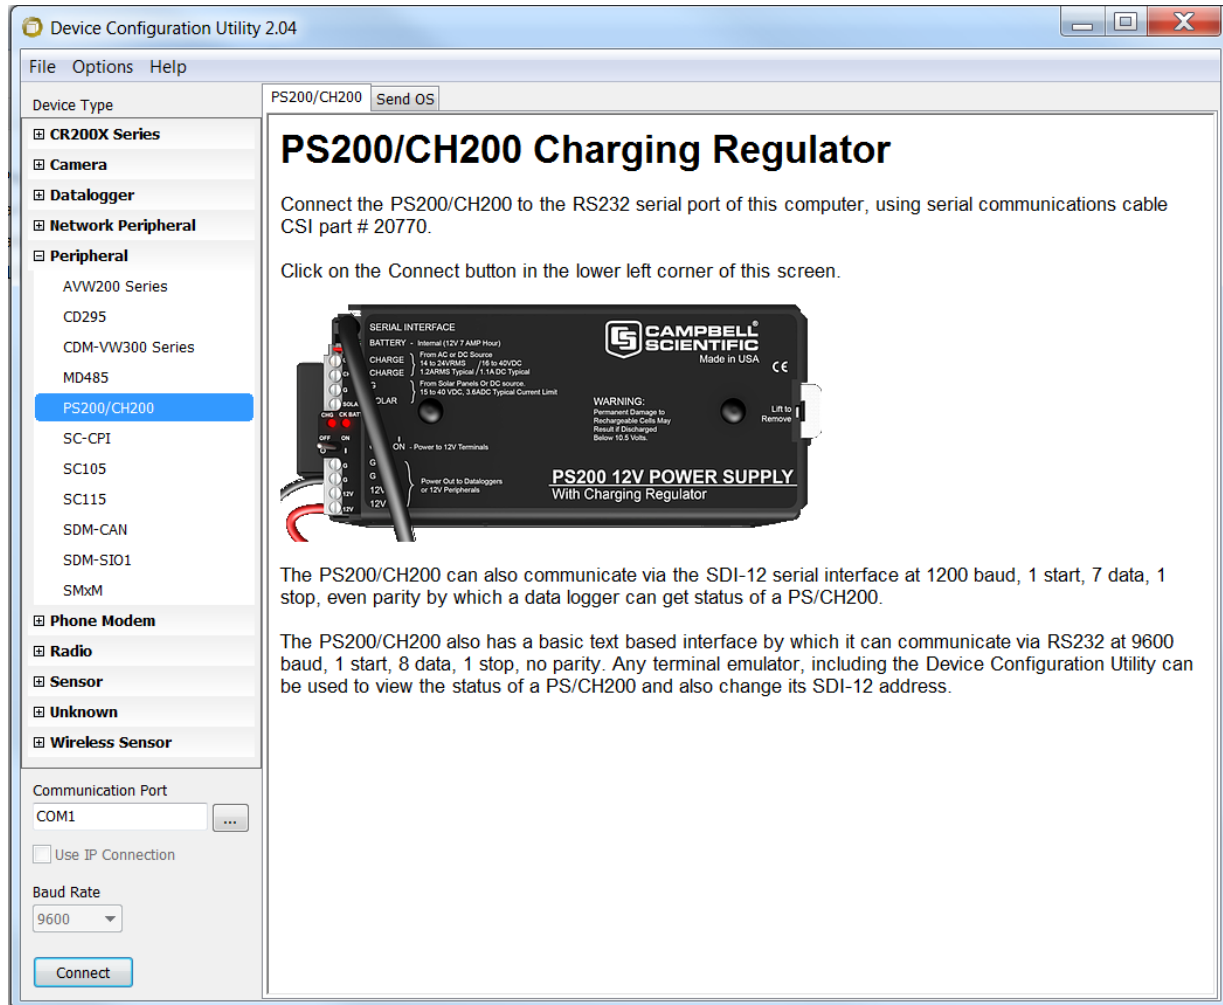 Device Configuration Utility 2.04
File Options Help
Device Type
CR200X Series
Camera
Datalogger
Network Peripheral
Peripheral
AVW200 Series
CD295
CDM-VW300 Series
MD485
PS200/CH200
SC-CPI
SC105
SC115
SDM-CAN
SDM-SIO1
SMxM
Phone Modem
Radio
Sensor
Unknown
Wireless Sensor
Communication Port
COM1
...
Use IP Connection
Baud Rate
9600
Connect
PS200/CH200 Send OS
PS200/CH200 Charging Regulator
Connect the PS200/CH200 to the RS232 serial port of this computer, using serial communications cable
CSI part # 20770.
Click on the Connect button in the lower left corner of this screen.
SERIAL INTERFACE
BATTERY - Internal (12V 7 AMP Hour)
CHARGE
CHARGE
From AC or DC Source
14 to 24VRMS /16 to 40VDC
1.2ARMS Typical /1.1A DC Typical
G
OLAR
From Solar Panels Or DC source.
15 to 40 VDC, 3.6ADC Typical Current Limit
CAMPBELL
SCIENTIFIC
Made in USA
CE
WARNING:
Permanent Damage to
Rechargeable Cells May
Result if Discharged
Below 10.5 Volts.
Lift to
Remove
G
SOLA
CHG CK BATT
OFF ON
I
ON - Power to 12V Terminals
G
G
12V
12V
Power Out to Dataloggers
or 12V Peripherals
G
12V
12V
PS200 12V POWER SUPPLY
With Charging Regulator
The PS200/CH200 can also communicate via the SDI-12 serial interface at 1200 baud, 1 start, 7 data, 1
stop, even parity by which a data logger can get status of a PS/CH200.
The PS200/CH200 also has a basic text based interface by which it can communicate via RS232 at 9600
baud, 1 start, 8 data, 1 stop, no parity. Any terminal emulator, including the Device Configuration Utility can
be used to view the status of a PS/CH200 and also change its SDI-12 address.